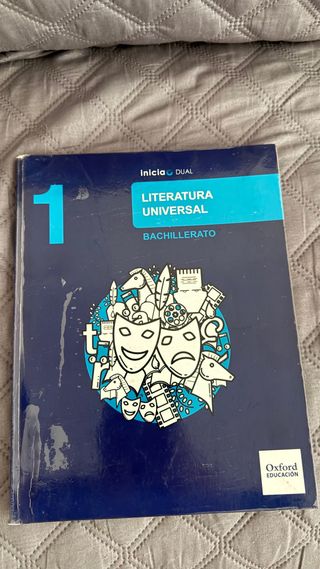 inicia DUAL
1
LITERATURA
UNIVERSAL
BACHILLERATO
t
Oxford
EDUCACIÓN